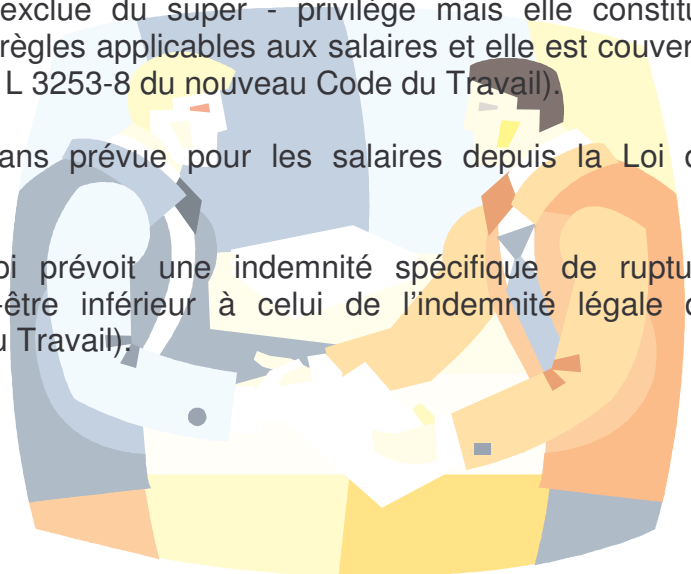 exclue du super - privilège mais elle constitu
règles applicables aux salaires et elle est couver
L 3253-8 du nouveau Code du Travail).
ans prévue pour les salaires depuis la Loi d
oi prévoit une indemnité spécifique de ruptu
-être inférieur à celui de l’indemnité légale d
u Travail).